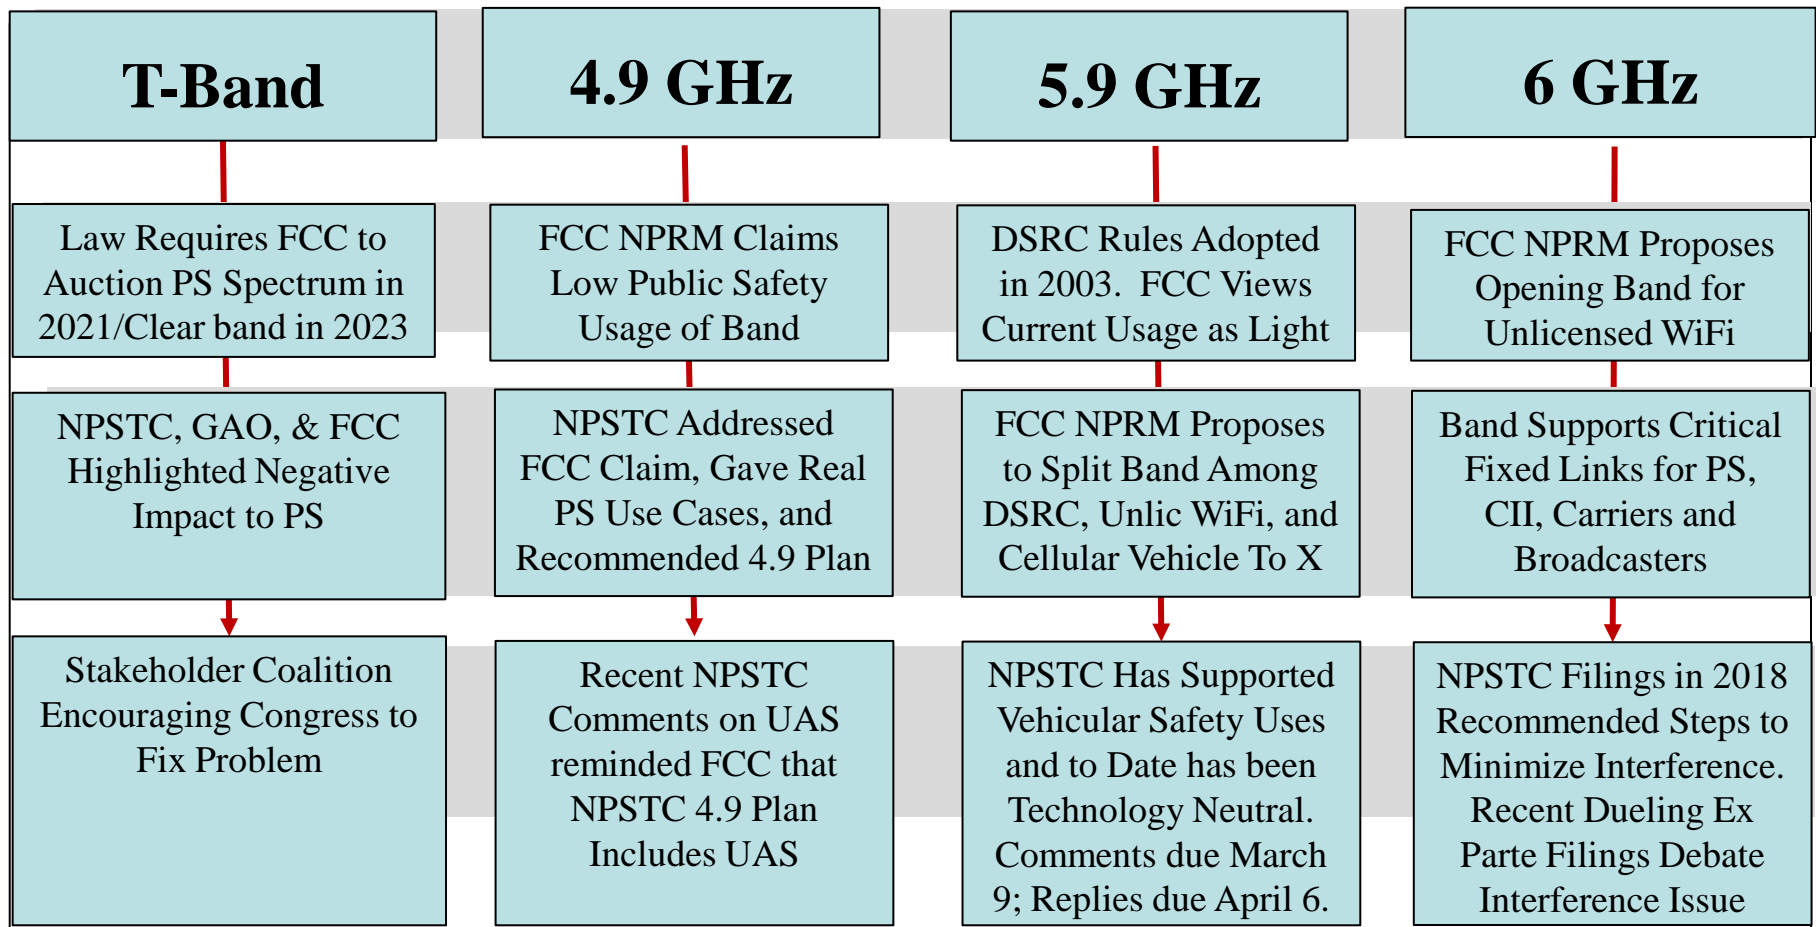 T-Band
4.9 GHz
5.9 GHz
6 GHz
Law Requires FCC to
Auction PS Spectrum in
2021/Clear band in 2023
FCC NPRM Claims
Low Public Safety
Usage of Band
DSRC Rules Adopted
in 2003.  FCC Views
Current Usage as Light
FCC NPRM Proposes
Opening Band for
Unlicensed WiFi
NPSTC, GAO, & FCC
Highlighted Negative
Impact to PS
NPSTC Addressed
FCC Claim, Gave Real
PS Use Cases, and
Recommended 4.9 Plan
FCC NPRM Proposes
to Split Band Among
DSRC, Unlic WiFi, and
Cellular Vehicle To X
Band Supports Critical
Fixed Links for PS,
CII, Carriers and
Broadcasters
Stakeholder Coalition
Encouraging Congress to
Fix Problem
Recent NPSTC
Comments on UAS
reminded FCC that
NPSTC 4.9 Plan
Includes UAS
NPSTC Has Supported
Vehicular Safety Uses
and to Date has been
Technology Neutral.
Comments due March
9; Replies due April 6.
NPSTC Filings in 2018
Recommended Steps to
Minimize Interference.
Recent Dueling Ex
Parte Filings Debate
Interference Issue